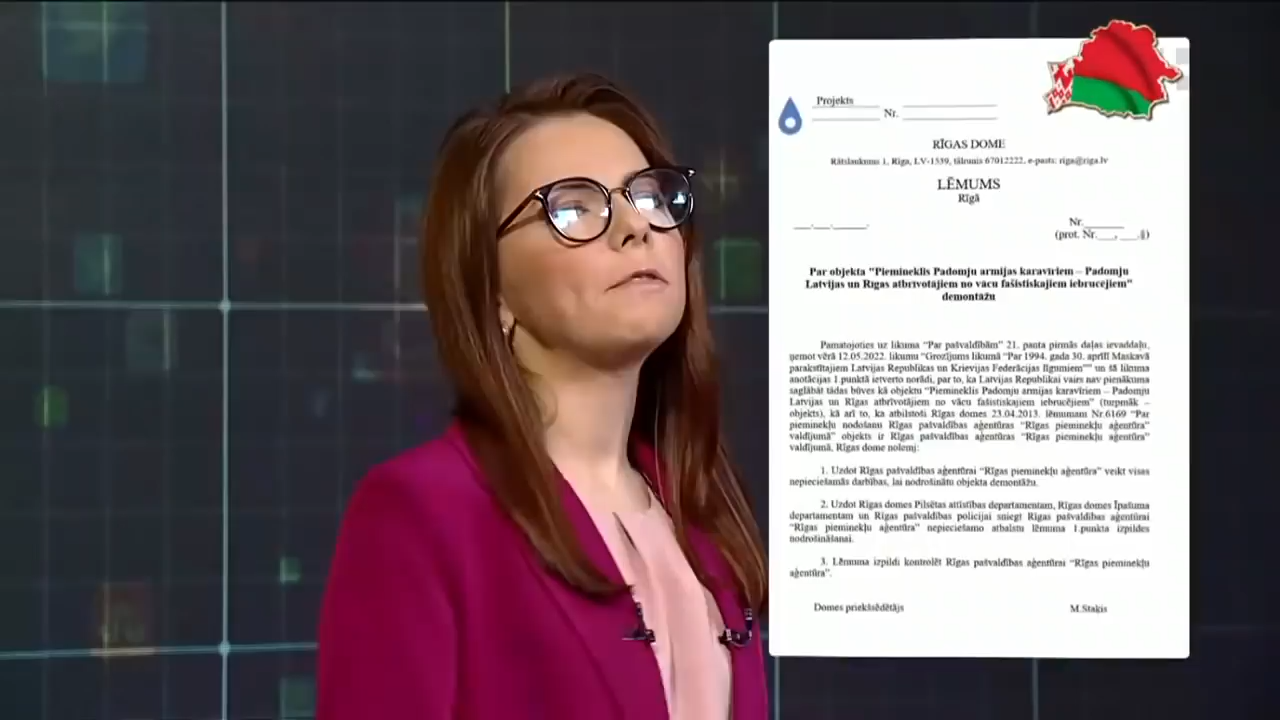 Projekts
Nr.
RĪGAS DOME
Rātslaukums 1, Rīga, LV-1539, tālrunis 67012222, e-pasts: riga@riga.lv
LĒMUMS
Rīgā
Nr.
(prot. Nr.___, ___.§)
Par objekta "Piemineklis Padomju armijas karavīriem – Padomju
Latvijas un Rīgas atbrīvotājiem no vācu fašistiskajiem iebrucējiem"
demontāžu
Pamatojoties uz likuma “Par pašvaldībām” 21. panta pirmās daļas ievaddaļu,
ņemot vērā 12.05.2022. likumu “Grozījums likumā “Par 1994. gada 30. aprīlī Maskavā
parakstītajiem Latvijas Republikas un Krievijas Federācijas līgumiem”” un šā likuma
anotācijas 1.punktā ietverto norādi, par to, ka Latvijas Republikai vairs nav pienākuma
saglabāt tādas būves kā objektu “Piemineklis Padomju armijas karavīriem – Padomju
Latvijas un Rīgas atbrīvotājiem no vācu fašistiskajiem iebrucējiem” (turpmāk –
objekts), kā arī to, ka atbilstoši Rīgas domes 23.04.2013. lēmumam Nr.6169 “Par
pieminekļu nodošanu Rīgas pašvaldības aģentūras “Rīgas pieminekļu aģentūra”
valdījumā” objekts ir Rīgas pašvaldības aģentūras “Rīgas pieminekļu aģentūra”
valdījumā, Rīgas dome nolemj:
1. Uzdot Rīgas pašvaldības aģentūrai “Rīgas pieminekļu aģentūra” veikt visas
nepieciešamās darbības, lai nodrošinātu objekta demontāžu.
2. Uzdot Rīgas domes Pilsētas attīstības departamentam, Rīgas domes Īpašuma
departamentam un Rīgas pašvaldības policijai sniegt Rīgas pašvaldības aģentūrai
“Rīgas pieminekļu aģentūra” nepieciešamo atbalstu lēmuma 1.punkta izpildes
nodrošināšanai.
3. Lēmuma izpildi kontrolēt Rīgas pašvaldības aģentūrai “Rīgas pieminekļu
aģentūra”.
Domes priekšsēdētājs
M.Staķis